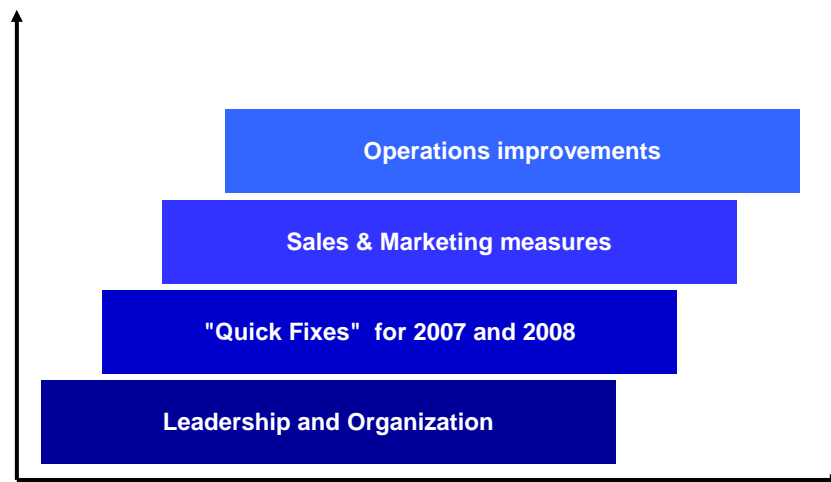 Operations improvements
Sales & Marketing measures
"Quick Fixes"  for 2007 and 2008
Leadership and Organization